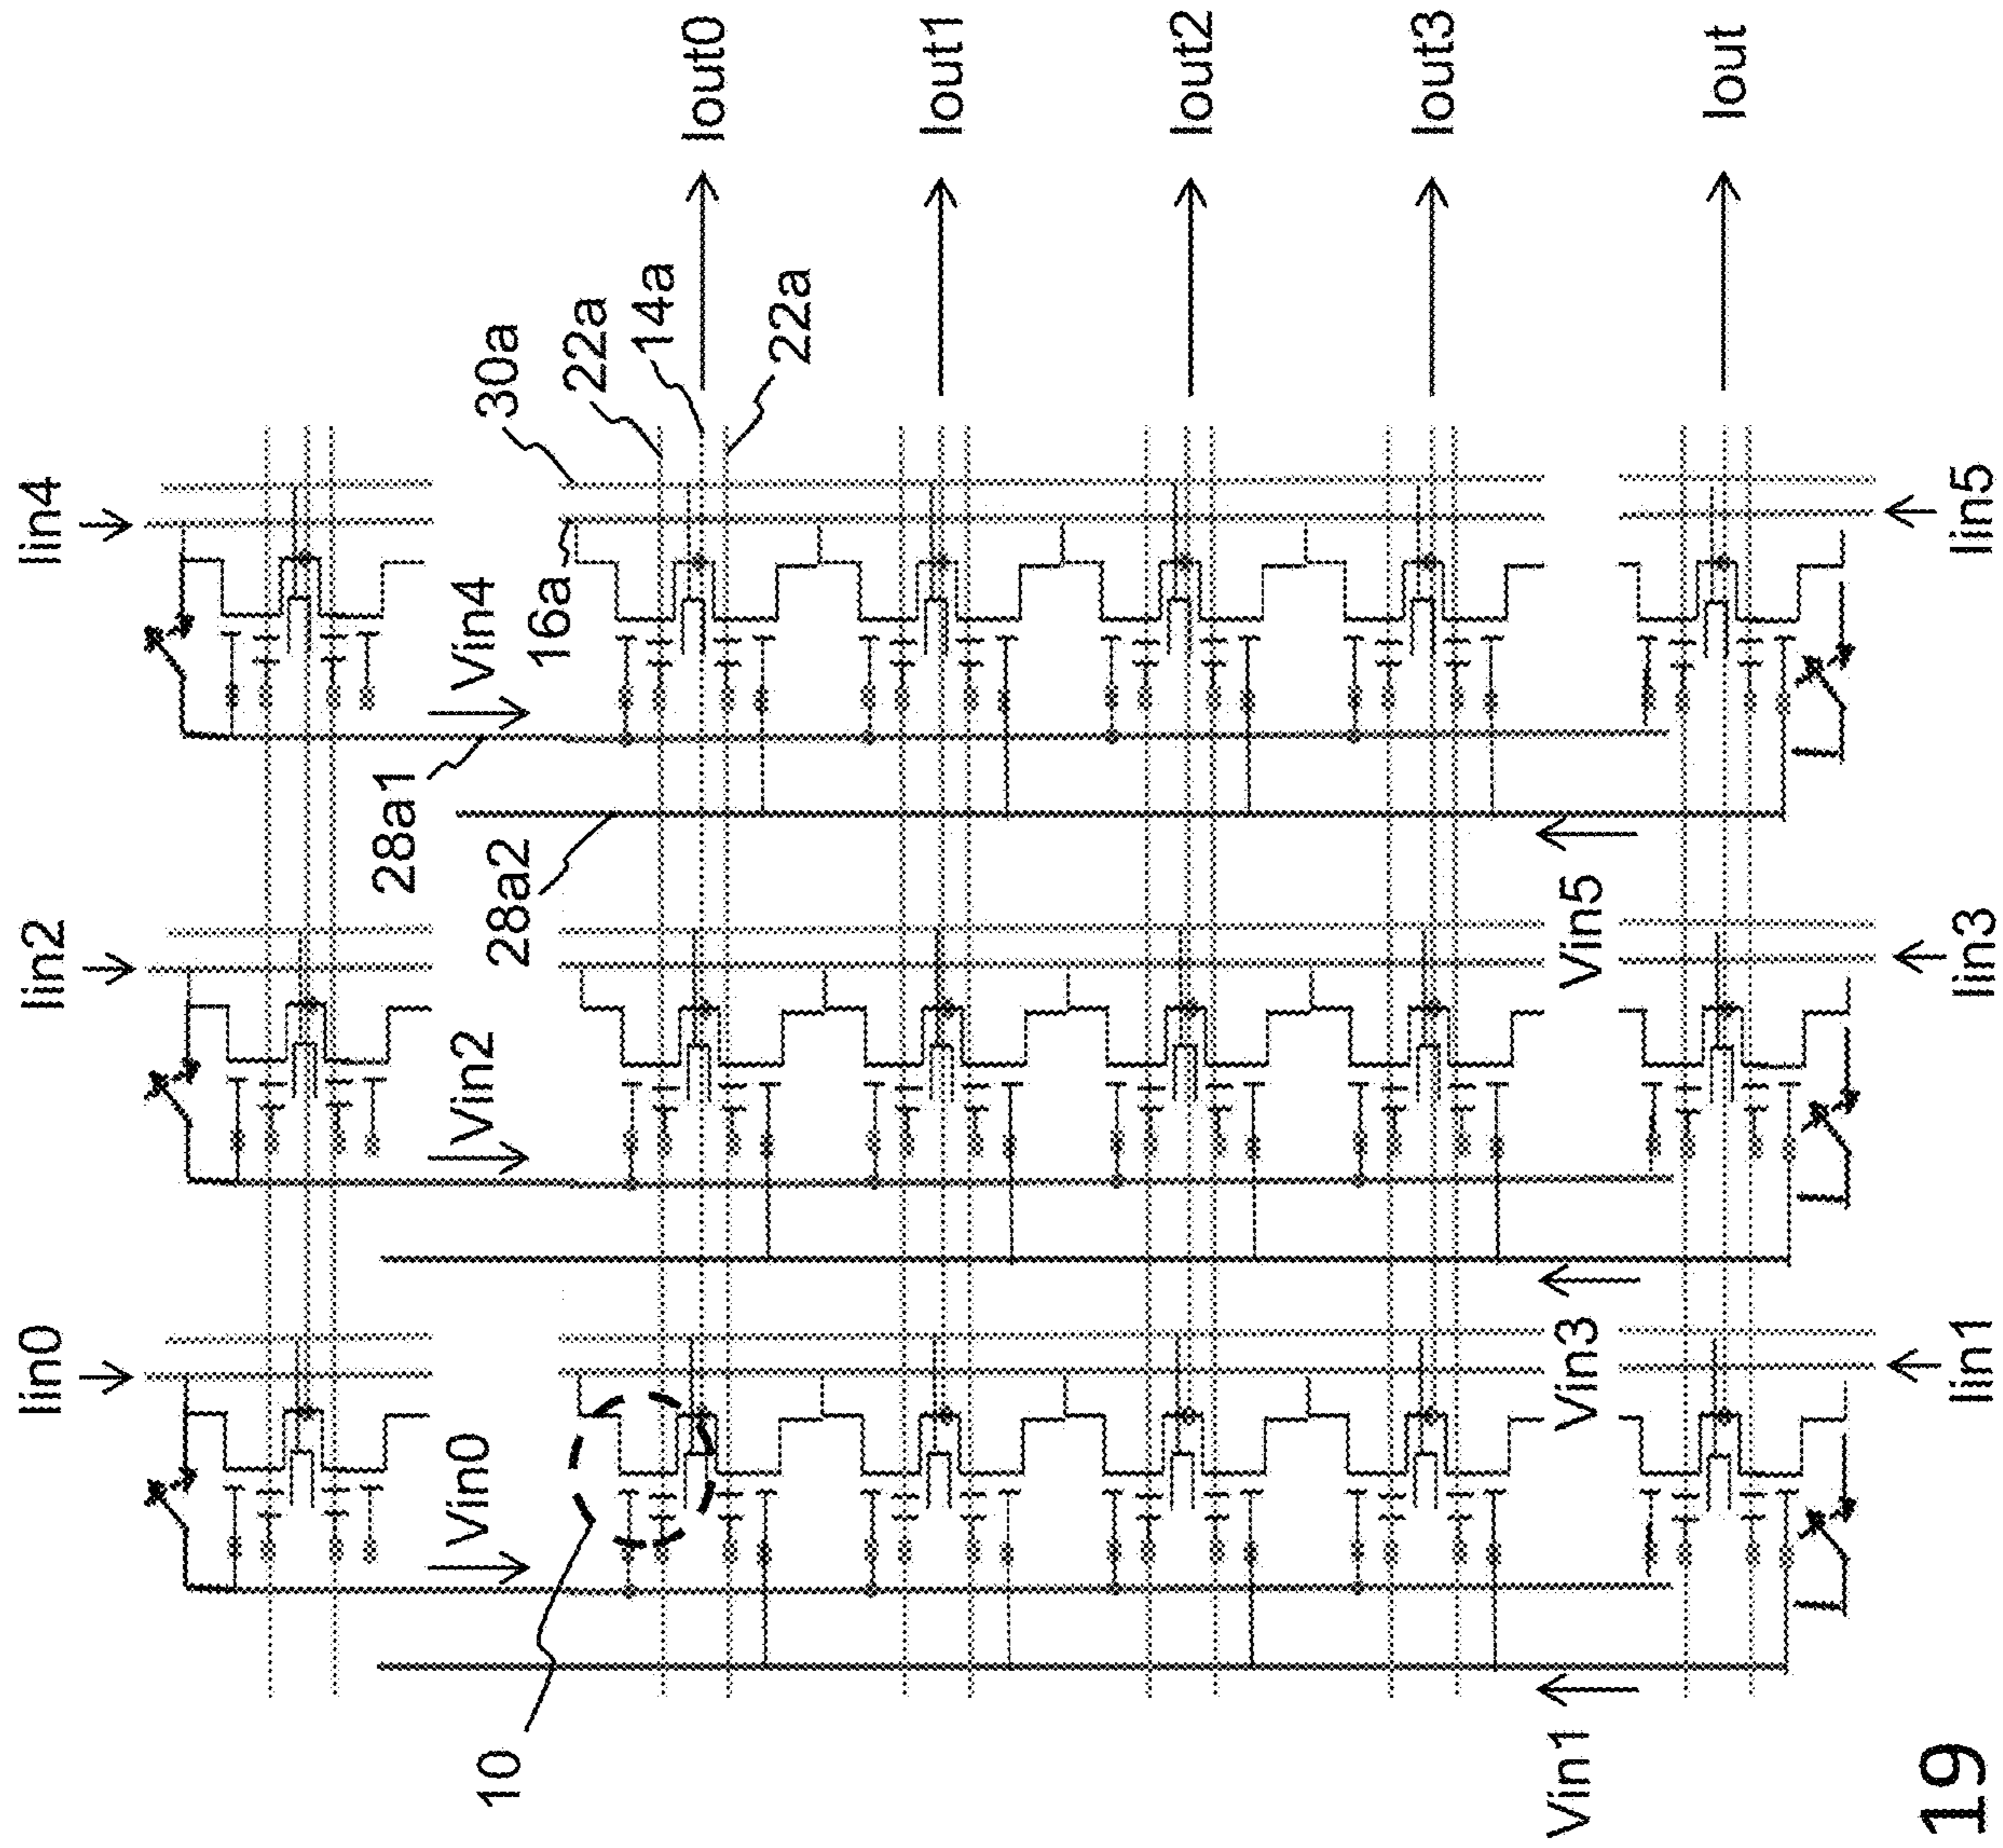 Iin0
Iin2
Iin4
Vin0
Vin2
Vin4
10
28a1
28a2
16a
30a
22a
14a
22a
Iout0
Iout1
Iout2
Iout3
Iout
Vin1
Vin3
Vin5
Iin1
Iin3
Iin5
19